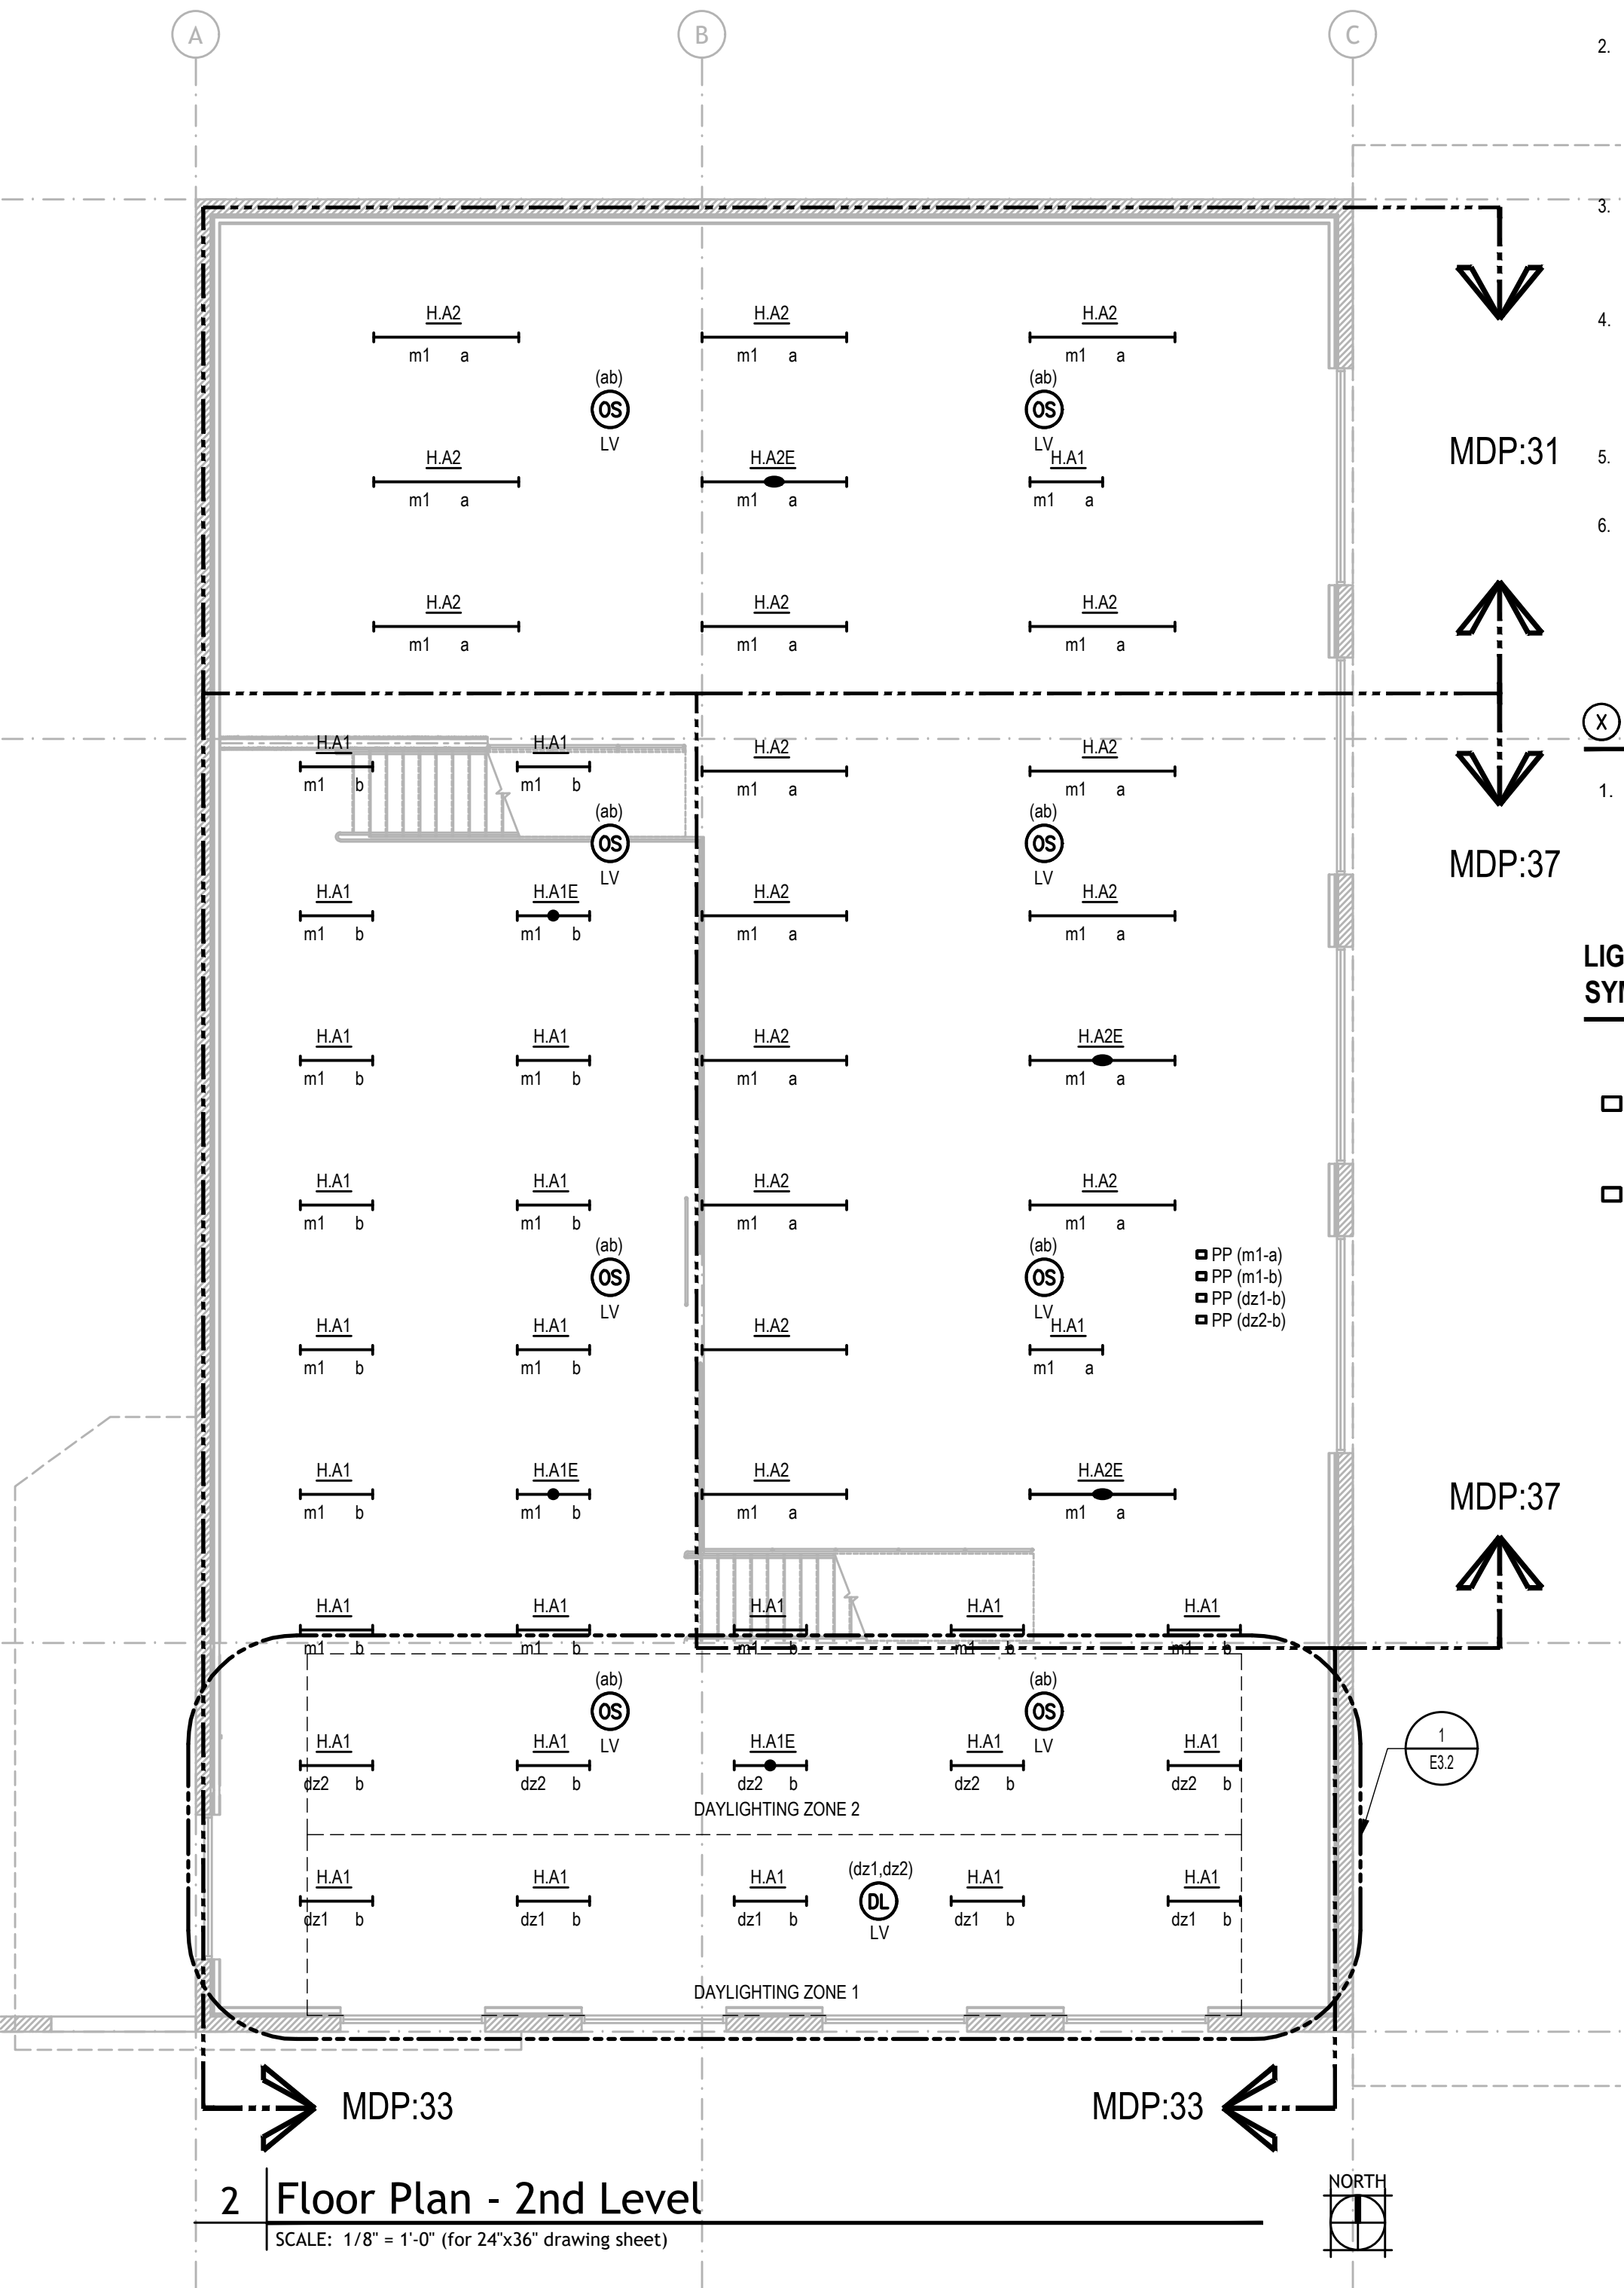 A B C
2.
3.
H.A2 H.A2 H.A2
m1 a m1 a m1 a
4.
(ab) (ab)
OS OS
LV LV
MDP:31
5.
H.A2 H.A2E H.A1
m1 a m1 a m1 a
6.
H.A2 H.A2 H.A2
m1 a m1 a m1 a
X
H.A1 H.A1 H.A2 H.A2
m1 b m1 b m1 a m1 a
1.
(ab) (ab)
OS OS
LV LV
MDP:37
H.A1 H.A1E H.A2 H.A2
m1 b m1 b m1 a m1 a
LIG
SYM
H.A1 H.A1 H.A2 H.A2E
m1 b m1 b m1 a m1 a
H.A1 H.A1 H.A2 H.A2
m1 b m1 b m1 a m1 a
(ab) (ab)
OS OS
LV LV
PP (m1-a)
PP (m1-b)
PP (dz1-b)
PP (dz2-b)
H.A1 H.A1 H.A2 H.A1
m1 b m1 b m1 a
H.A1 H.A1E H.A2 H.A2E
m1 b m1 b m1 a m1 a
MDP:37
H.A1 H.A1 H.A1 H.A1 H.A1
m1 b m1 b m1 b m1 b m1 b
(ab) (ab)
OS OS
LV LV
1
E3.2
H.A1 H.A1 H.A1E H.A1 H.A1
dz2 b dz2 b dz2 b dz2 b dz2 b
DAYLIGHTING ZONE 2
(dz1,dz2)
DL
LV
H.A1 H.A1 H.A1 H.A1 H.A1
dz1 b dz1 b dz1 b dz1 b dz1 b
DAYLIGHTING ZONE 1
MDP:33 MDP:33
2 Floor Plan - 2nd Level
SCALE: 1/8" = 1'-0" (for 24"x36" drawing sheet)
NORTH